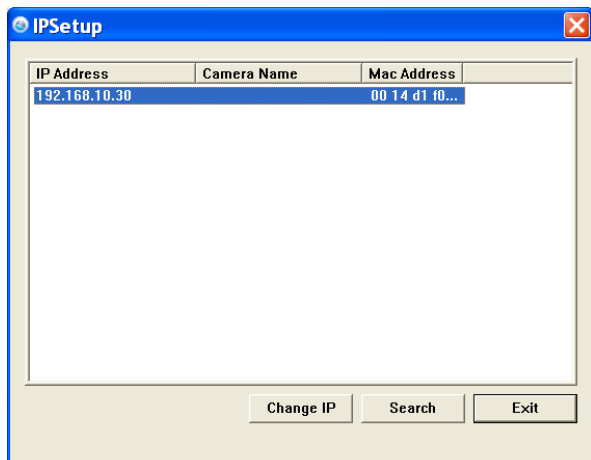 IPSetup
IP Address Camera Name Mac Address
192.168.10.30 00 14 d1 f0...
Change IP Search Exit